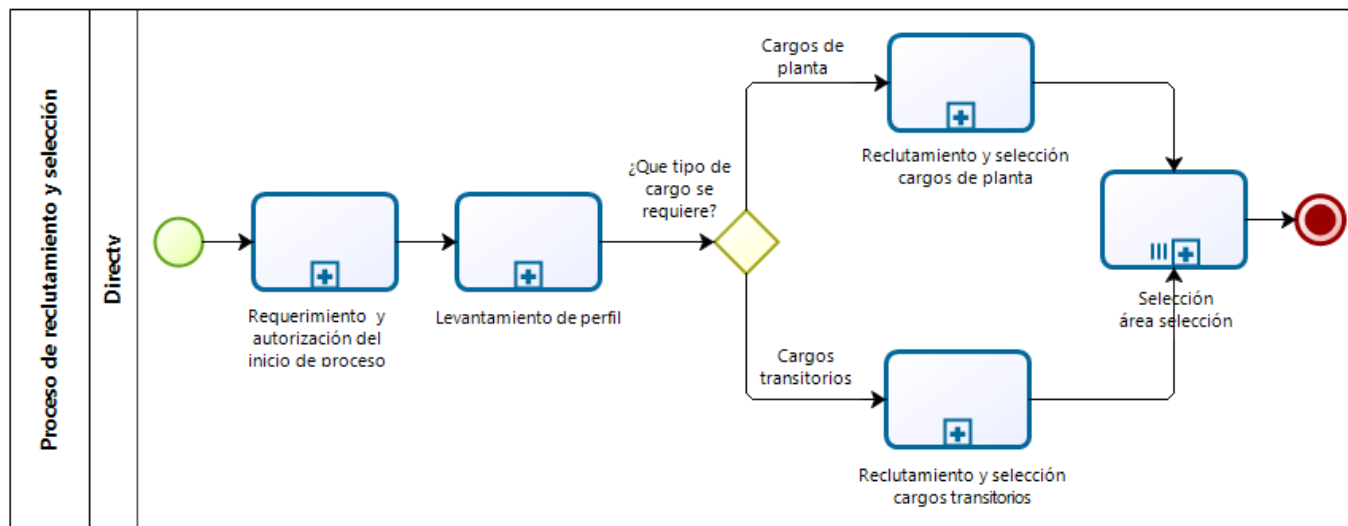 Proceso de reclutamiento y selección
Directv
Requerimiento y
autorización del
inicio de proceso
Levantamiento de perfil
¿Que tipo de
cargo se
requiere?
Cargos de
planta
Reclutamiento y selección
cargos de planta
Cargos
transitorios
Reclutamiento y selección
cargos transitorios
Selección
área selección